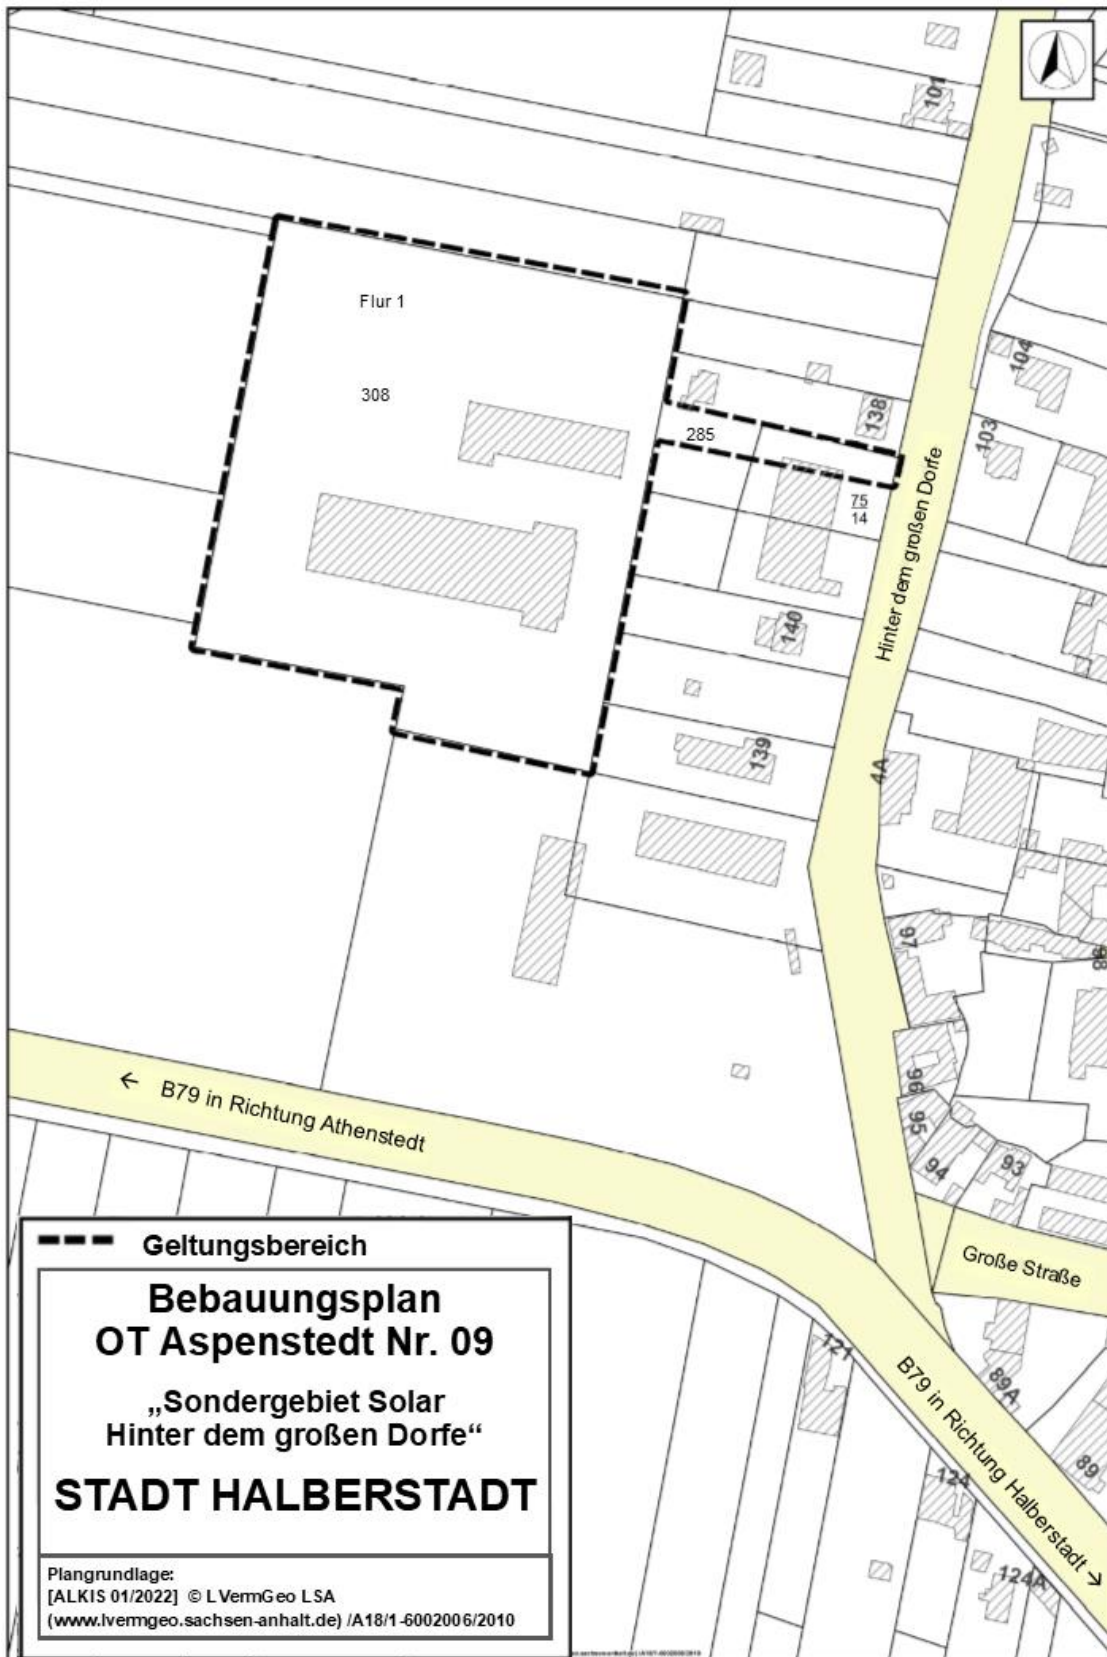 101
Flur 1
308
104
138
103
285
75
14
Hinter dem großen Dorfe
140
139
4A
97
98
96
95
94
93
← B79 in Richtung Athenstedt
Große Straße
121
89A
B79 in Richtung Halberstadt →
89
124
124A
Geltungsbereich
Bebauungsplan
OT Aspenstedt Nr. 09
„Sondergebiet Solar
Hinter dem großen Dorfe“
STADT HALBERSTADT
Plangrundlage:
[ALKIS 01/2022] © LVermGeo LSA
(www.lvermgeo.sachsen-anhalt.de) /A18/1-6002006/2010